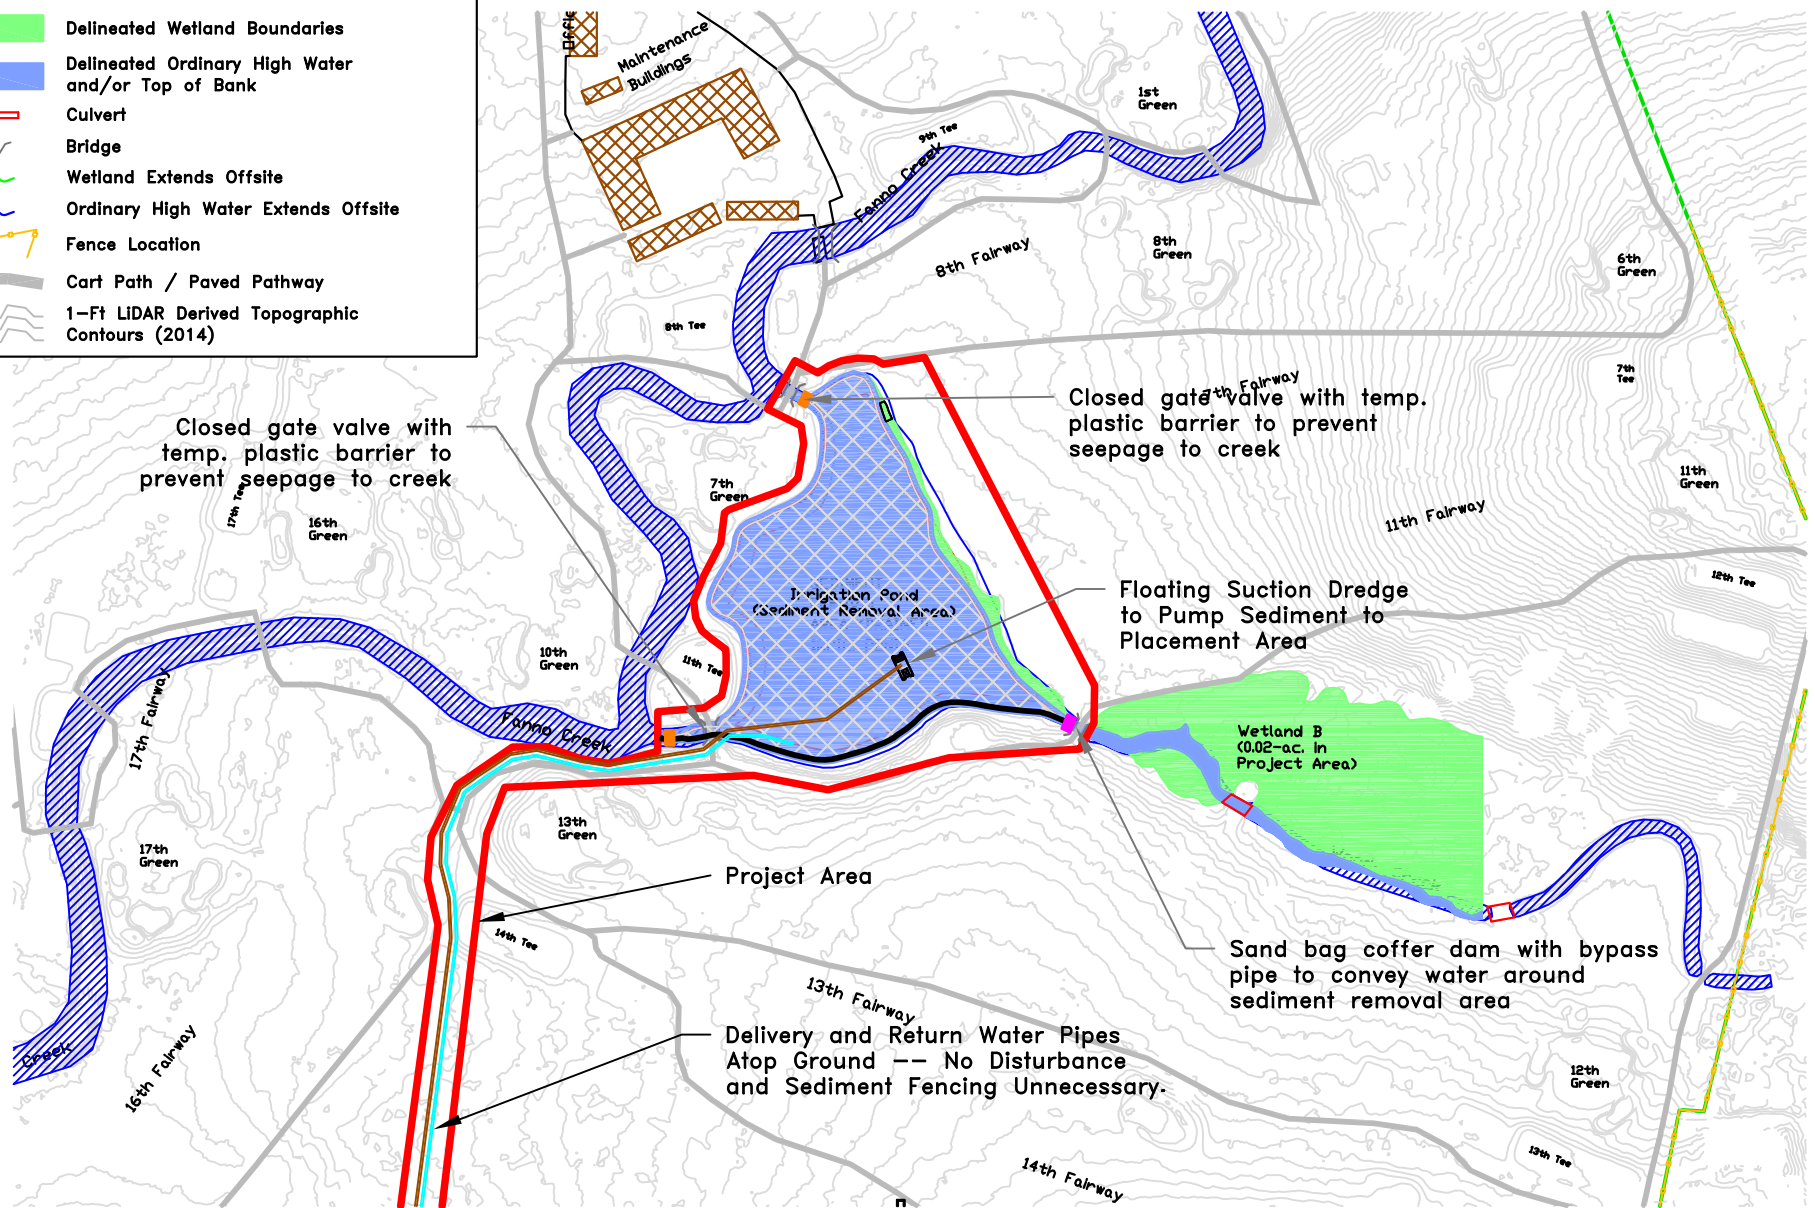 Delineated Wetland Boundaries
Delineated Ordinary High Water
and/or Top of Bank
Culvert
Bridge
Wetland Extends Offsite
Ordinary High Water Extends Offsite
Fence Location
Cart Path / Paved Pathway
1-Ft LiDAR Derived Topographic
Contours (2014)
Maintenance
Buildings
1st
Green
9th Tee
Fanno Creek
8th Fairway
8th
Green
6th
Green
8th Tee
7th Fairway
7th
Tee
Closed gate valve with temp.
plastic barrier to prevent
seepage to creek
Closed gate valve with
temp. plastic barrier to
prevent seepage to creek
17th Tee
16th
Green
7th
Green
11th
Green
11th Fairway
12th Tee
Irrigation Pond
(Sediment Removal Area)
Floating Suction Dredge
to Pump Sediment to
Placement Area
10th
Green
11th Tee
17th Fairway
Fanno Creek
Wetland B
(0.02-ac. In
Project Area)
13th
Green
17th
Green
Project Area
14th Tee
Sand bag coffer dam with bypass
pipe to convey water around
sediment removal area
13th Fairway
Delivery and Return Water Pipes
Atop Ground -- No Disturbance
and Sediment Fencing Unnecessary.
Creek
16th Fairway
12th
Green
13th Tee
14th Fairway